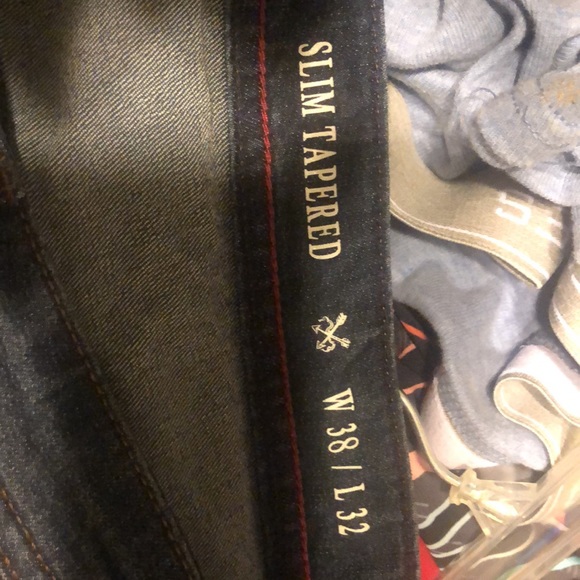 SLIM TAPERED
W 38 / L 32